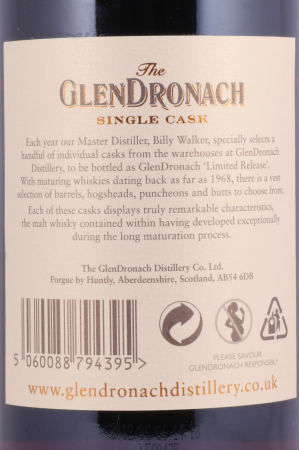 The
GLENDRONACH
SINGLE CASK
Each year our Master Distiller, Billy Walker, specially selects a
handful of individual casks from the warehouses at GlenDronach
Distillery, to be bottled as GlenDronach 'Limited Release'.
With maturing whiskies dating back as far as 1968, there is a vast
selection of barrels, hogsheads, puncheons and butts to choose from.
Each of these casks displays truly remarkable characteristics,
the malt whisky contained within having developed exceptionally
during the long maturation process.
The GlenDronach Distillery Co. Ltd.
Forgue by Huntly, Aberdeenshire, Scotland, AB54 6DB
5 060088 794395 >
PLEASE SAVOUR
GLENDRONACH RESPONSIBLY
www.glendronachdistillery.co.uk